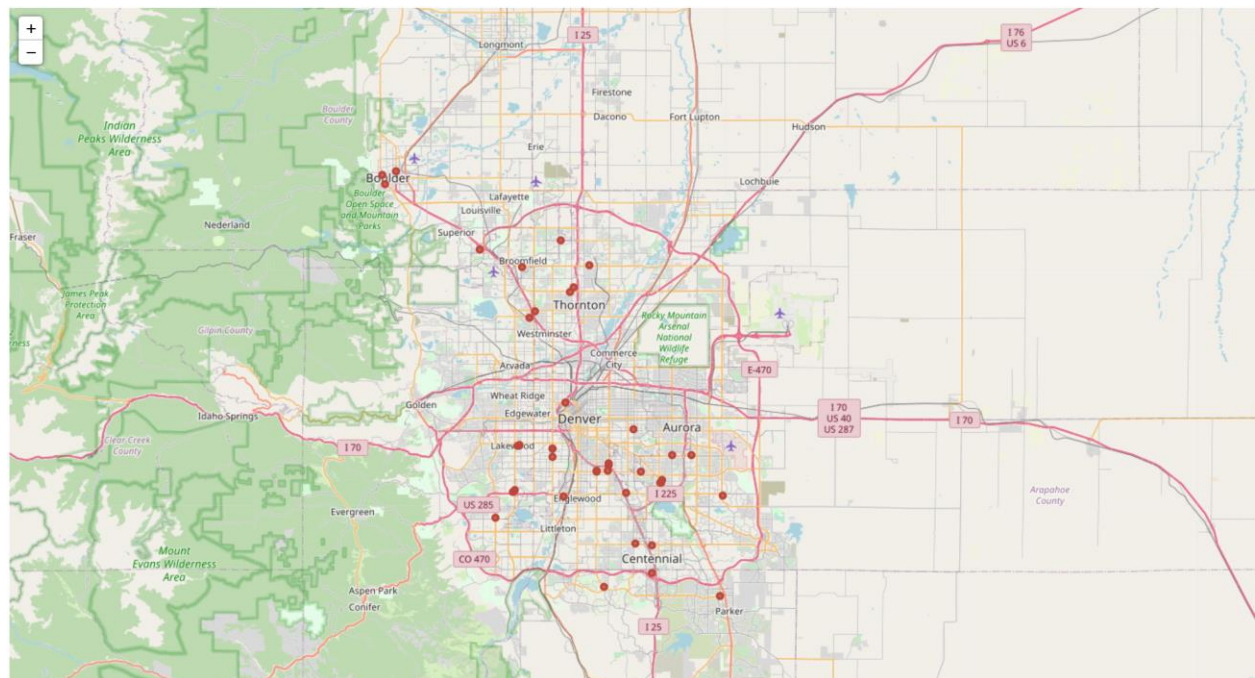 +
−
I 25
I 76
US 6
Longmont
Firestone
Dacono
Fort Lupton
Hudson
Boulder
County
Indian
Peaks Wilderness
Area
Erie
Boulder
Lochbuie
Lafayette
Boulder
Open Space
and Mountain
Parks
Louisville
Nederland
Superior
Fraser
Broomfield
James Peak
Protection
Area
Thornton
Rocky Mountain
Arsenal
National
Wildlife
Refuge
Gilpin County
Westminster
Commerce
City
Arvada
E-470
Wheat Ridge
Golden
Edgewater
Denver
Idaho Springs
I 70
US 40
US 287
I 70
Aurora
Clear Creek
County
I 70
Lakewood
Arapahoe
County
I 225
US 285
Englewood
Evergreen
Littleton
Mount
Evans Wilderness
Area
CO 470
Centennial
Aspen Park
Conifer
Parker
I 25